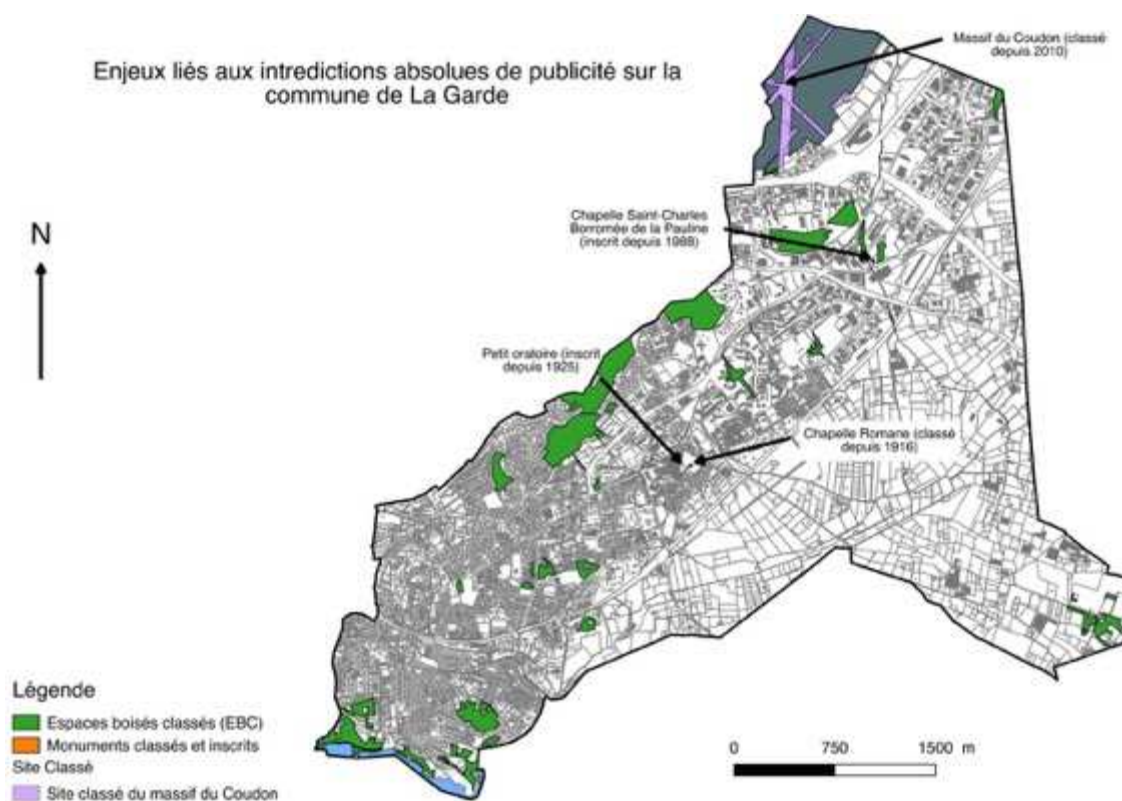 Enjeux liés aux intredictions absolues de publicité sur la
commune de La Garde
Massif du Coudon (classé
depuis 2010)
N
Chapelle Saint-Charles
Borromée de la Pauline
(inscrit depuis 1988)
Petit oratoire (inscrit
depuis 1925)
Chapelle Romane (classé
depuis 1916)
Légende
Espaces boisés classés (EBC)
Monuments classés et inscrits
Site Classé
Site classé du massif du Coudon
0 750 1500 m